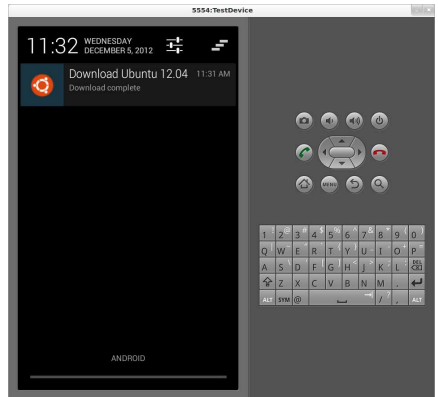 5554:TestDevice
11:32 WEDNESDAY
DECEMBER 5, 2012
Download Ubuntu 12.04 11:31 AM
Download complete
ANDROID
MENU
1 ! 2 @ 3 # 4 $ 5 % 6 ^ 7 & 8 * 9 ( 0 )
Q W E R T Y U I O P
A S D F G H J K L DEL
Z X C V B N M .
ALT SYM @ / ? , ALT